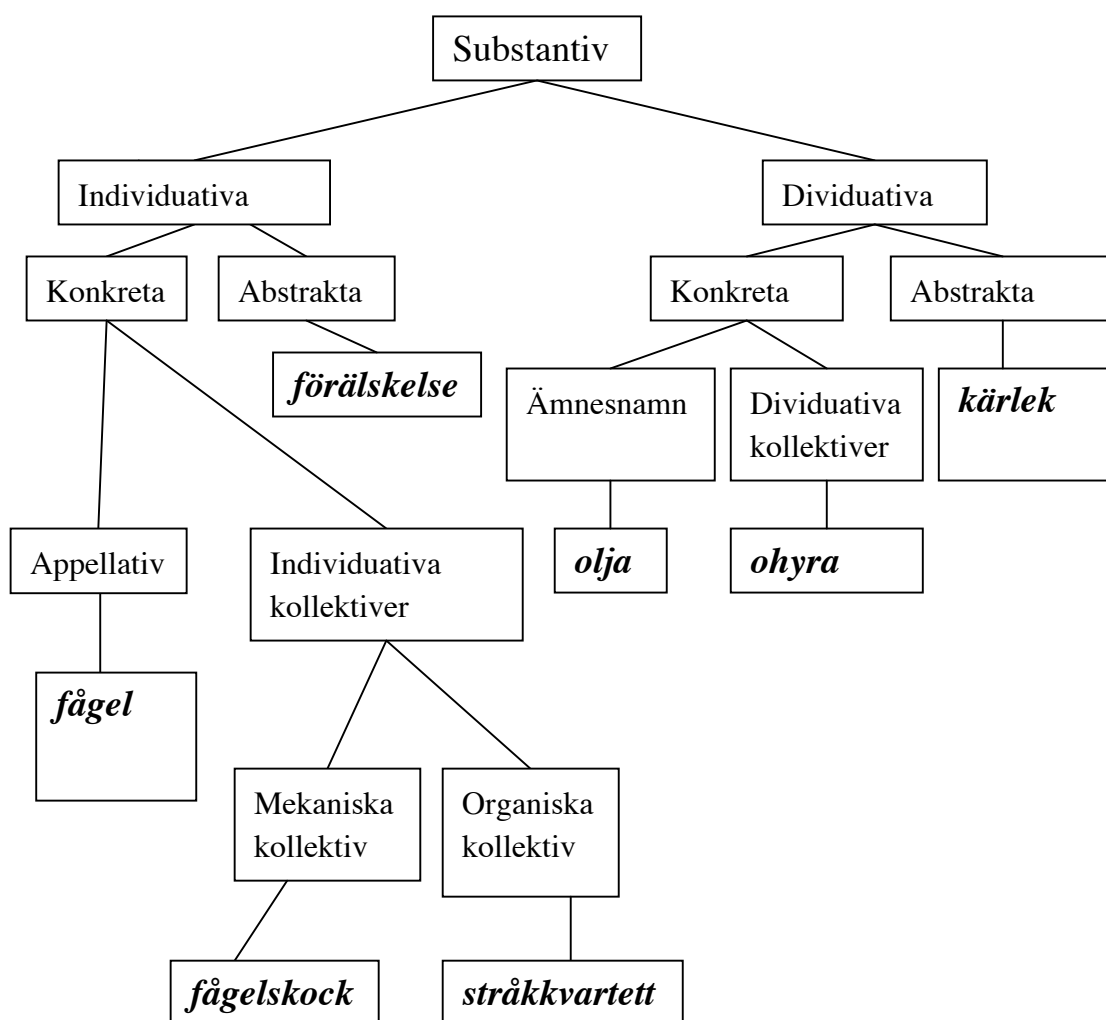 Substantiv
Individuativa
Dividuativa
Konkreta
Abstrakta
Konkreta
Abstrakta
förälskelse
Ämnesnamn
Dividuativa
kollektiver
kärlek
Appellativ
Individuativa
kollektiver
olja
ohyra
fågel
Mekaniska
kollektiv
Organiska
kollektiv
fågelskock
stråkkvartett